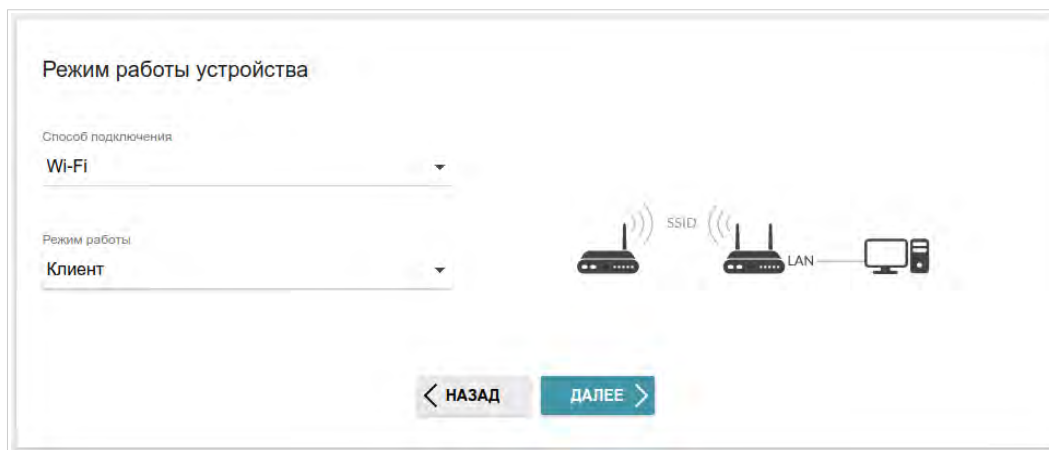 Режим работы устройства
Способ подключения
Wi-Fi
Режим работы
Клиент
SSID
LAN
НАЗАД
ДАЛЕЕ